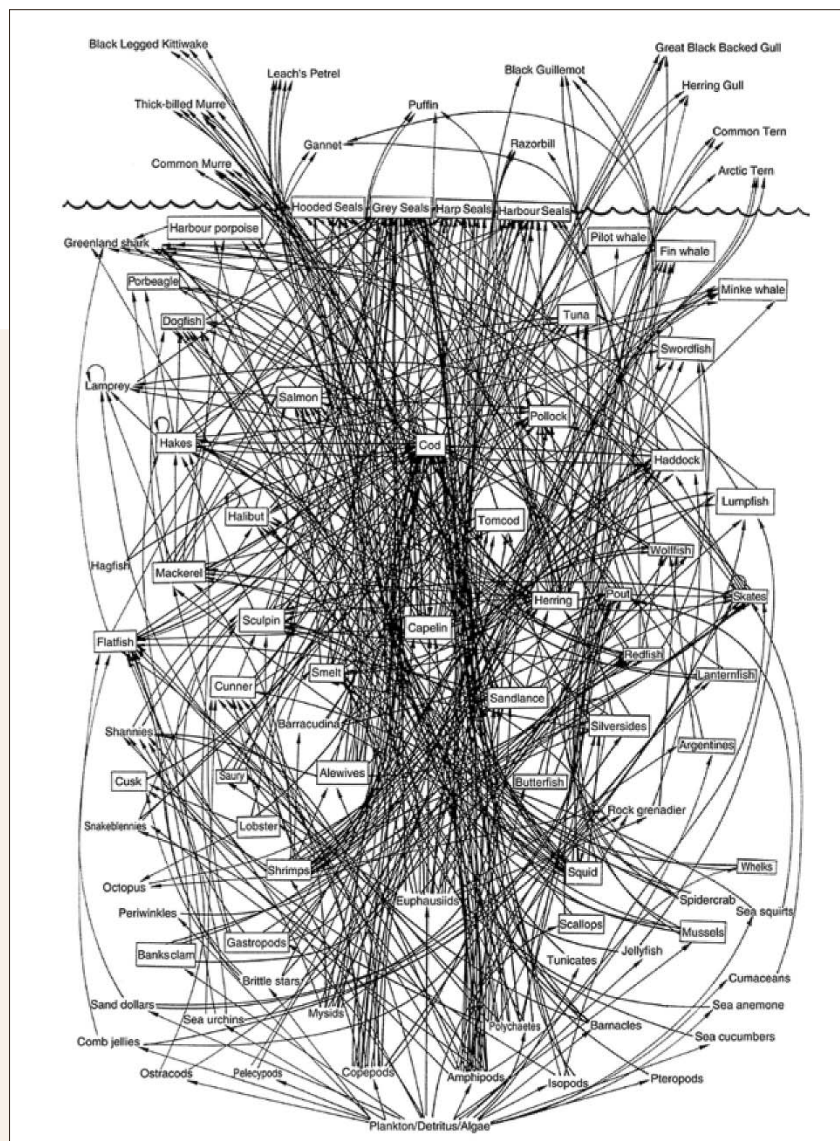 Black Legged Kittiwake
Great Black Backed Gull
Leach's Petrel
Black Guillemot
Herring Gull
Thick-billed Murre
Puffin
Common Tern
Gannet
Razorbill
Common Murre
Arctic Tern
Hooded Seals
Grey Seals
Harp Seals
Harbour Seals
Harbour porpoise
Greenland shark
Pilot whale
Fin whale
Porbeagle
Minke whale
Dogfish
Tuna
Swordfish
Lamprey
Salmon
Pollock
Hakes
Cod
Haddock
Lumpfish
Halibut
Tomcod
Wolffish
Hagfish
Mackerel
Herring
Pout
Skates
Sculpin
Capelin
Flatfish
Redfish
Smelt
Lanternfish
Cunner
Sandlance
Barracudina
Silversides
Shannies
Argentines
Cusk
Saury
Alewives
Butterfish
Rock grenadier
Snakeblennies
Lobster
Shrimps
Squid
Whelks
Octopus
Euphausiids
Spidercrab
Periwinkles
Sea squirts
Scallops
Mussels
Gastropods
Banksclam
Jellyfish
Tunicates
Brittle stars
Cumaceans
Sand dollars
Mysids
Sea anemone
Sea urchins
Polychaetes
Barnacles
Comb jellies
Sea cucumbers
Ostracods
Pelecypods
Copepods
Amphipods
Isopods
Pteropods
Plankton/Detritus/Algae